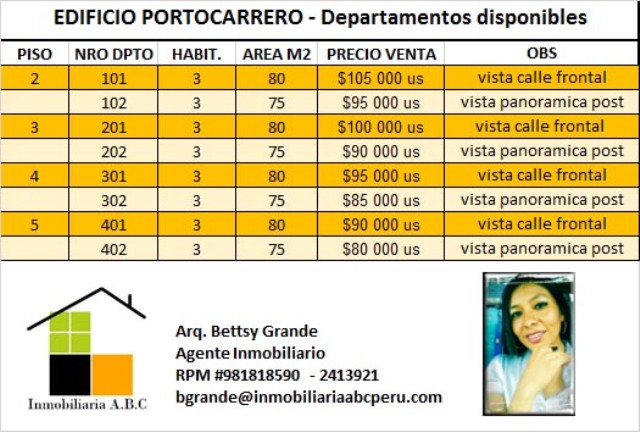 EDIFICIO PORTOCARRERO - Departamentos disponibles
PISO NRO DPTO HABIT. AREA M2 PRECIO VENTA OBS
2 101 3 80 $105 000 us vista calle frontal
102 3 75 $95 000 us vista panoramica post
3 201 3 80 $100 000 us vista calle frontal
202 3 75 $90 000 us vista panoramica post
4 301 3 80 $95 000 us vista calle frontal
302 3 75 $85 000 us vista panoramica post
5 401 3 80 $90 000 us vista calle frontal
402 3 75 $80 000 us vista panoramica post
Arq. Bettsy Grande
Agente Inmobiliario
RPM #981818590 - 2413921
bgrande@inmobiliariaabcperu.com
Inmobiliaria A.B.C